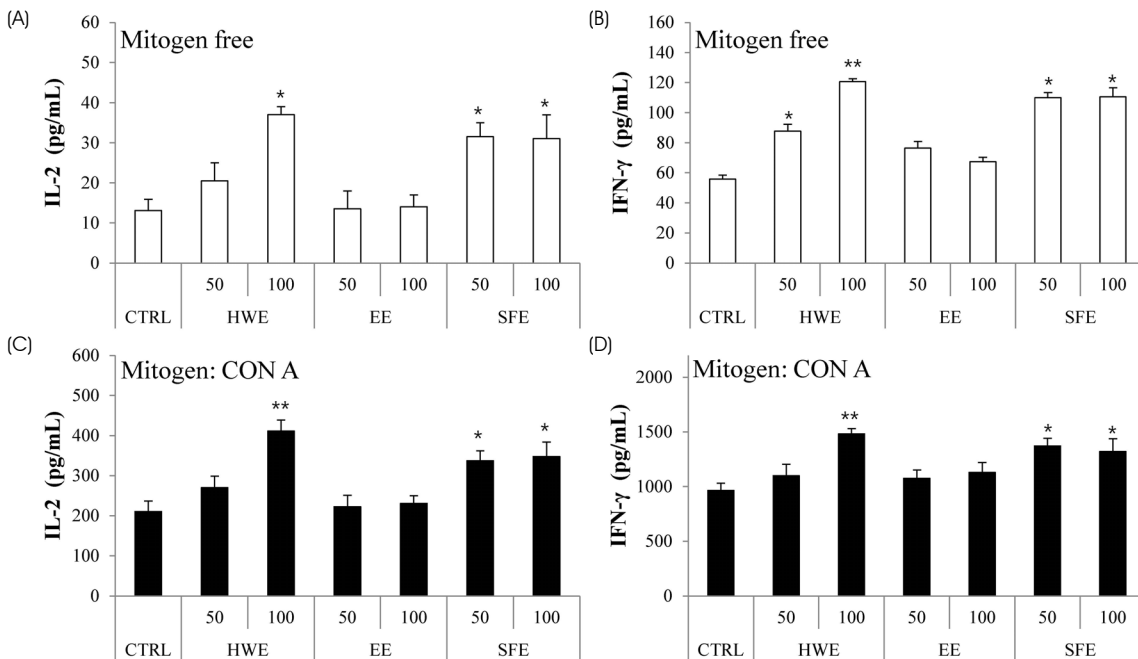 (A)
Mitogen free
IL-2 (pg/mL)
60
50
40
30
20
10
0
*
*
*
50 100 50 100 50 100
CTRL HWE EE SFE
(B)
Mitogen free
IFN-γ (pg/mL)
160
140
120
100
80
60
40
20
0
*
**
*
*
50 100 50 100 50 100
CTRL HWE EE SFE
(C)
Mitogen: CON A
IL-2 (pg/mL)
600
500
400
300
200
100
0
**
*
*
50 100 50 100 50 100
CTRL HWE EE SFE
(D)
Mitogen: CON A
IFN-γ (pg/mL)
2000
1500
1000
500
0
**
*
*
50 100 50 100 50 100
CTRL HWE EE SFE